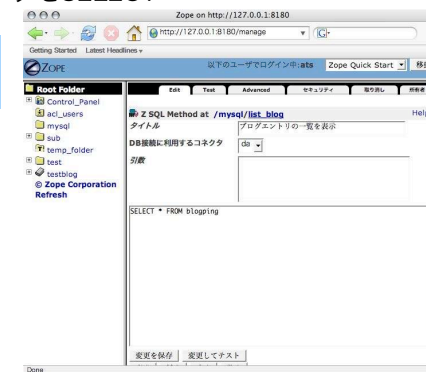 Zope on http://127.0.0.1:8180
http://127.0.0.1:8180/manage
G
Getting Started Latest Headlines
ZOPE
以下のユーザでログイン中:ats Zope Quick Start
Root Folder
Control_Panel
acl_users
mysql
sub
temp_folder
test
testblog
© Zope Corporation
Refresh
Edit Test Advanced セキュリティ 取り消し 所有者
Z SQL Method at /mysql/list_blog Help
タイトル ブログエントリの一覧を表示
DB接続に利用するコネクタ da
引数
SELECT * FROM blogping
変更を保存 変更してテスト
Done